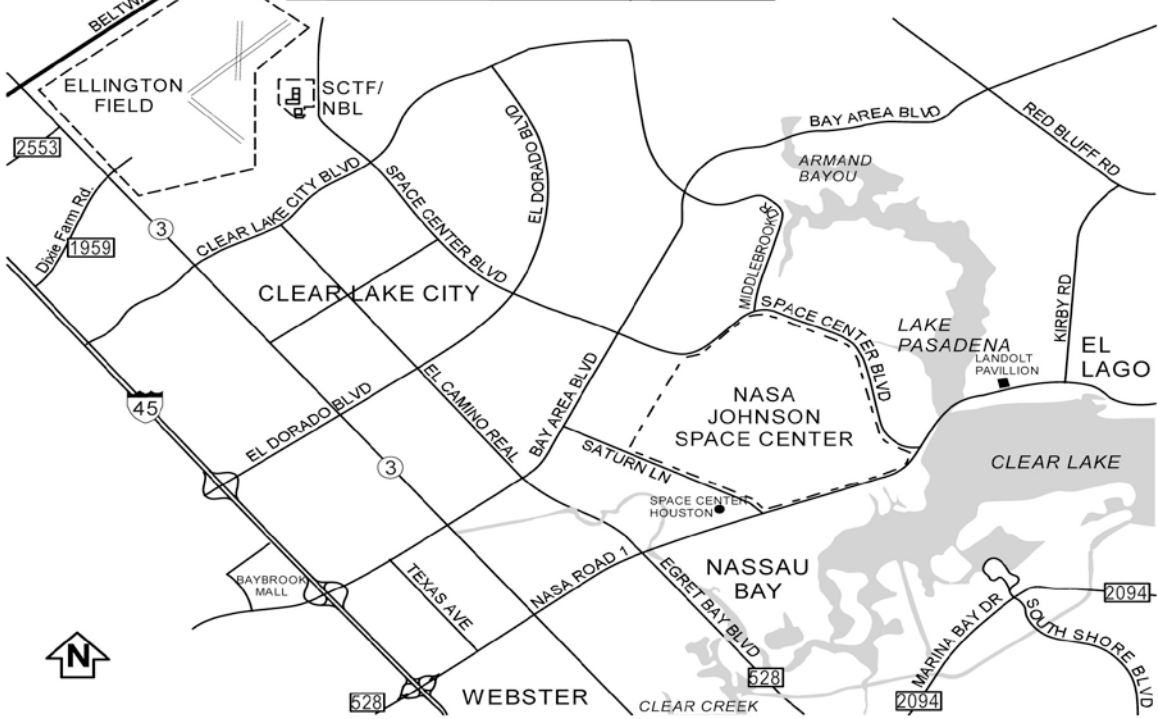 BELTW
ELLINGTON
FIELD
SCTF/
NBL
2553
Dixie Farm Rd.
1959
3
CLEAR LAKE CITY BLVD
SPACE CENTER BLVD
EL DORADO BLVD
BAY AREA BLVD
RED BLUFF RD
ARMAND
BAYOU
MIDDLEBROOK DR
CLEAR LAKE CITY
SPACE CENTER BLVD
LAKE
PASADENA
KIRBY RD
LANDOLT
PAVILLION
EL
LAGO
45
EL DORADO BLVD
EL CAMINO REAL
BAY AREA BLVD
NASA
JOHNSON
SPACE CENTER
3
SATURN LN
CLEAR LAKE
SPACE CENTER
HOUSTON
BAYBROOK
MALL
TEXAS AVE
NASA ROAD 1
NASSAU
BAY
EGRET BAY BLVD
2094
MARINA BAY DR
SOUTH SHORE BLVD
N
528
WEBSTER
528
CLEAR CREEK
2094